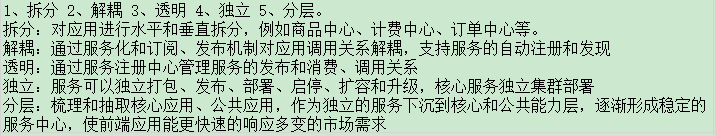 1、拆分 2、解耦 3、透明 4、独立 5、分层。
拆分：对应用进行水平和垂直拆分，例如商品中心、计费中心、订单中心等。
解耦：通过服务化和订阅、发布机制对应用调用关系解耦，支持服务的自动注册和发现
透明：通过服务注册中心管理服务的发布和消费、调用关系
独立：服务可以独立打包、发布、部署、启停、扩容和升级，核心服务独立集群部署
分层：梳理和抽取核心应用、公共应用，作为独立的服务下沉到核心和公共能力层，逐渐形成稳定的
服务中心，使前端应用能更快速的响应多变的市场需求